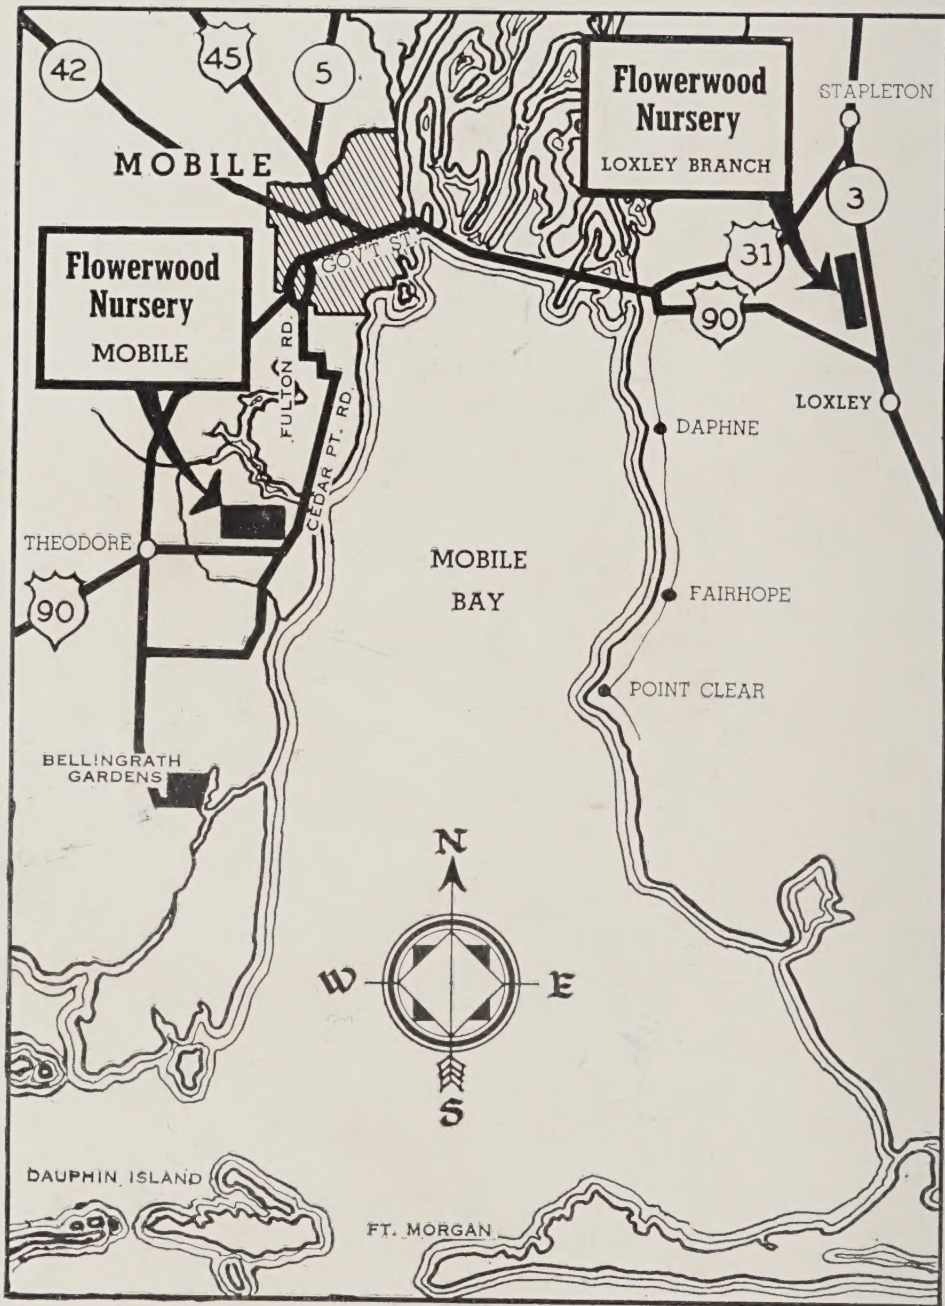 42
45
5
Flowerwood
Nursery
LOXLEY BRANCH
STAPLETON
MOBILE
3
Flowerwood
Nursery
MOBILE
GOV'T ST.
31
90
FULTON RD.
CEDAR PT. RD.
LOXLEY
DAPHNE
THEODORE
MOBILE
BAY
90
FAIRHOPE
POINT CLEAR
BELLINGRATH
GARDENS
N
W
E
S
DAUPHIN ISLAND
FT. MORGAN